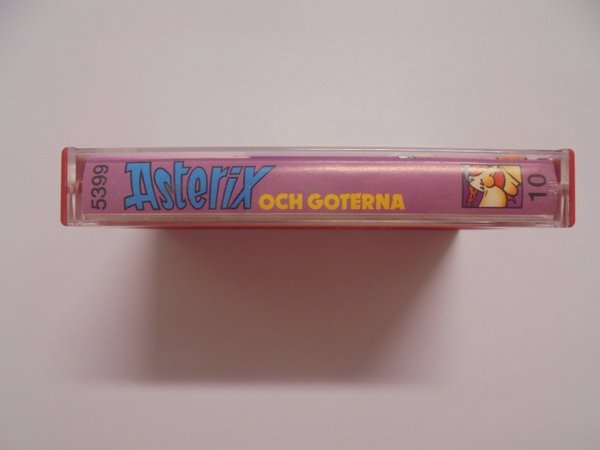 5399
Asterix
OCH GOTERNA
10